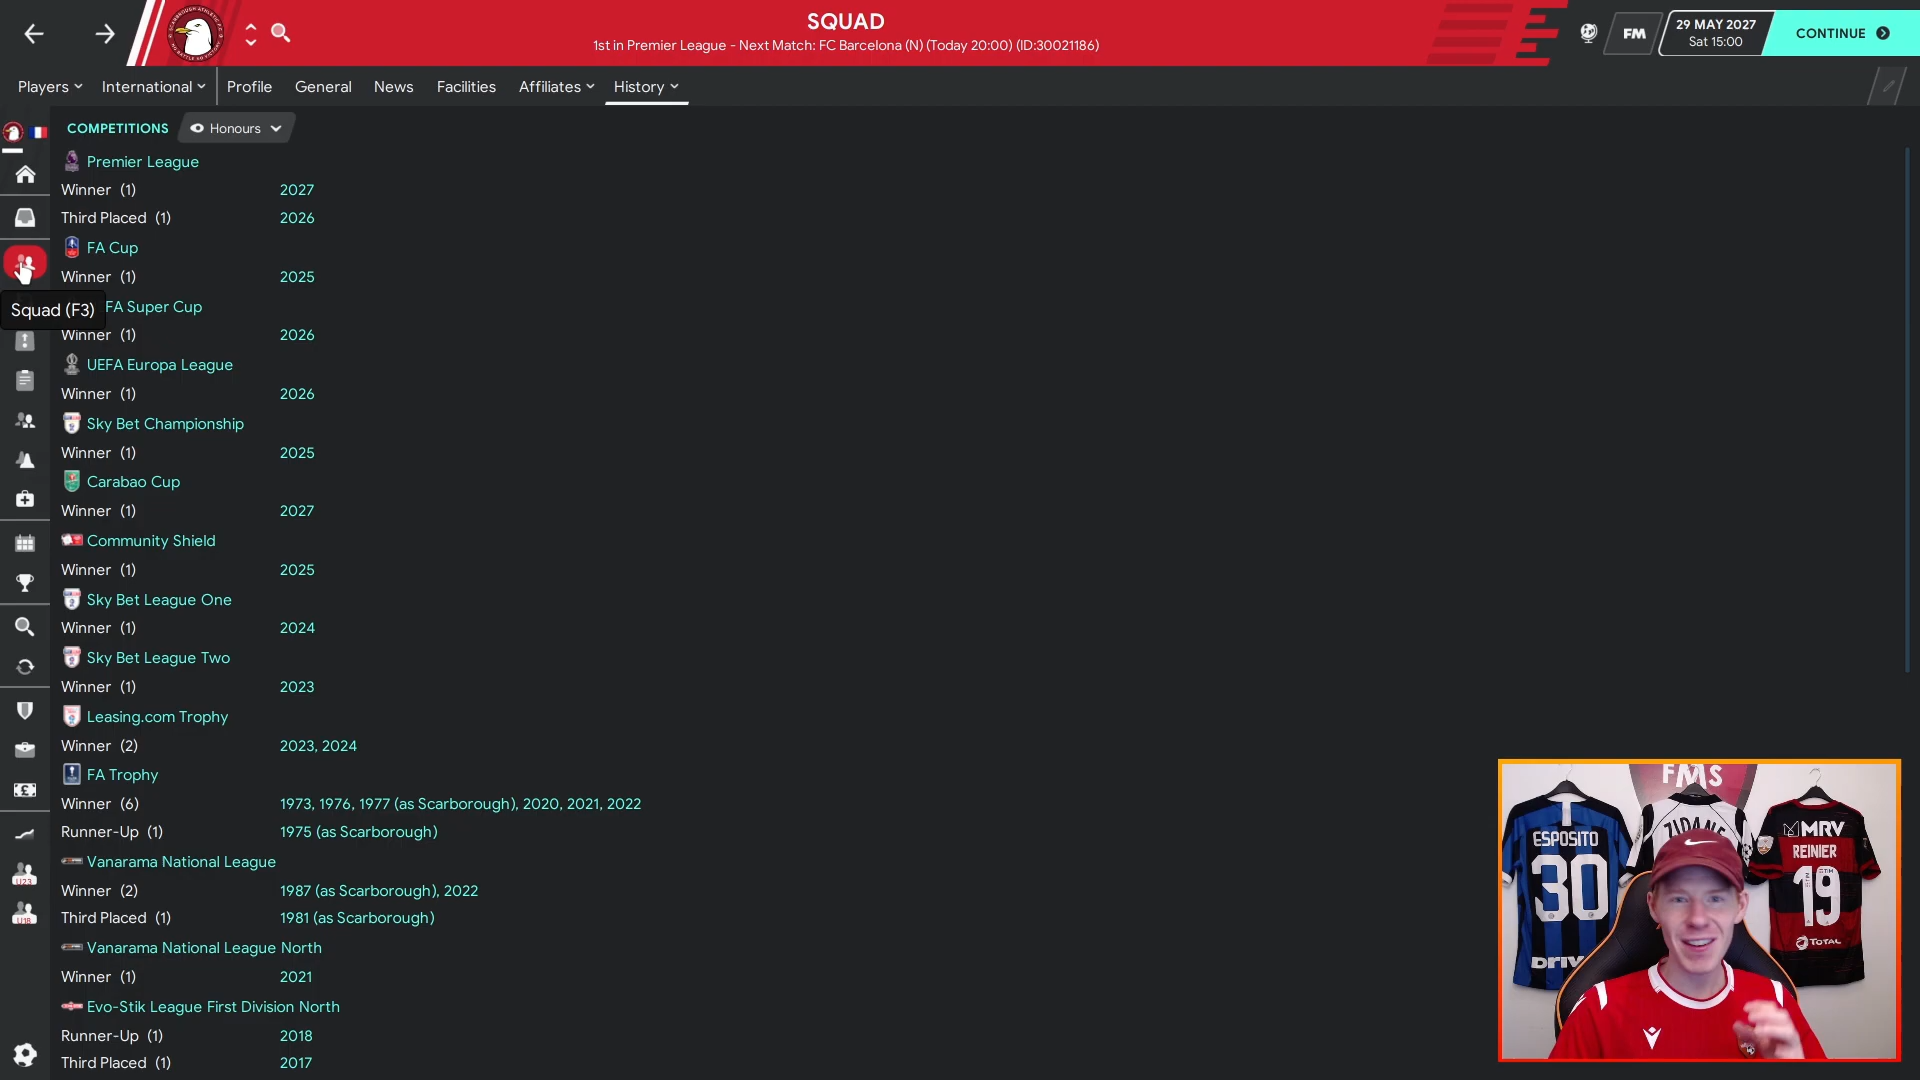 SQUAD
1st in Premier League - Next Match: FC Barcelona (N) (Today 20:00) (ID:30021186)
FM
29 MAY 2027
Sat 15:00
CONTINUE
Players
International
Profile
General
News
Facilities
Affiliates
History
COMPETITIONS
Honours
Premier League
Winner (1) 2027
Third Placed (1) 2026
FA Cup
Winner (1) 2025
Squad (F3)
FA Super Cup
Winner (1) 2026
UEFA Europa League
Winner (1) 2026
Sky Bet Championship
Winner (1) 2025
Carabao Cup
Winner (1) 2027
Community Shield
Winner (1) 2025
Sky Bet League One
Winner (1) 2024
Sky Bet League Two
Winner (1) 2023
Leasing.com Trophy
Winner (2) 2023, 2024
FA Trophy
Winner (6) 1973, 1976, 1977 (as Scarborough), 2020, 2021, 2022
Runner-Up (1) 1975 (as Scarborough)
Vanarama National League
Winner (2) 1987 (as Scarborough), 2022
Third Placed (1) 1981 (as Scarborough)
Vanarama National League North
Winner (1) 2021
Evo-Stik League First Division North
Runner-Up (1) 2018
Third Placed (1) 2017
U23
U18
FMS
ESPOSITO
30
DRIV
ZIDANE
MRV
REINIER
19
TOTAL